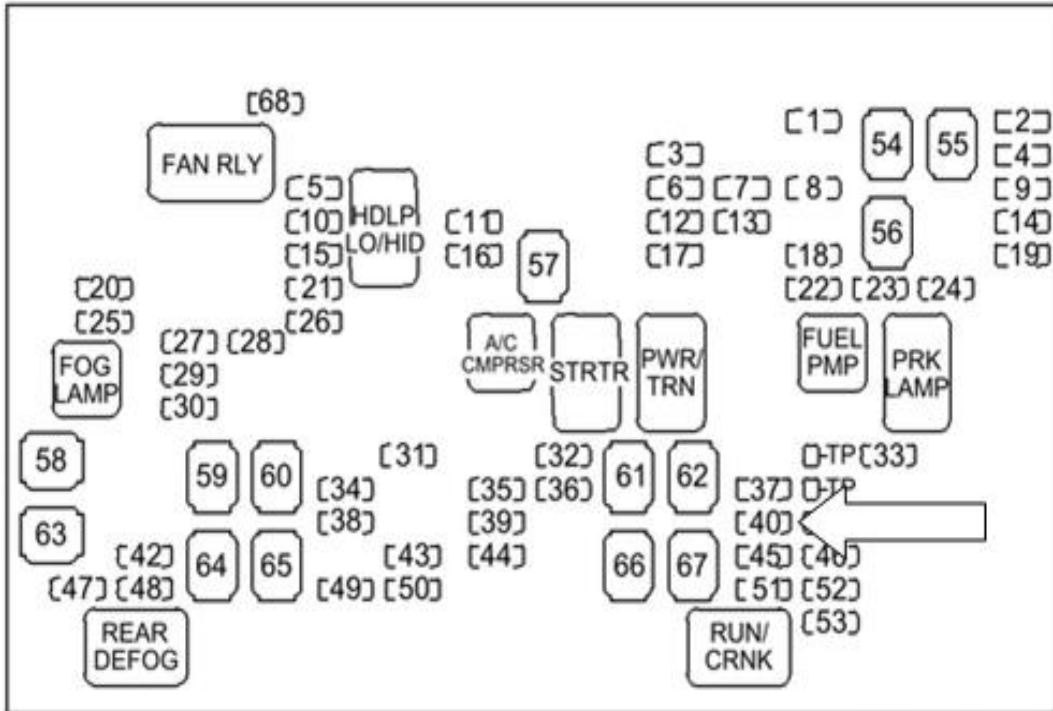 [68]
[1] 54 55 [2]
FAN RLY [3] [4]
[5] HDLP LO/HID [6] [7] [8] [9]
[10] [11] [12] [13] 56 [14]
[15] [16] 57 [17] [18] [19]
[20] [21] [22] [23] [24]
[25] [26]
FOG LAMP [27] [28] A/C CMPRSR STRTR PWR/ TRN FUEL PMP PRK LAMP
[29]
[30]
58 59 60 [31] [32] 61 62 -TP [33]
[34] [35] [36] [37] -TP
63 [38] [39] [40]
[42] 64 65 [43] [44] 66 67 [45] [46]
[47] [48] [49] [50] [51] [52]
REAR DEFOG RUN/ CRNK [53]